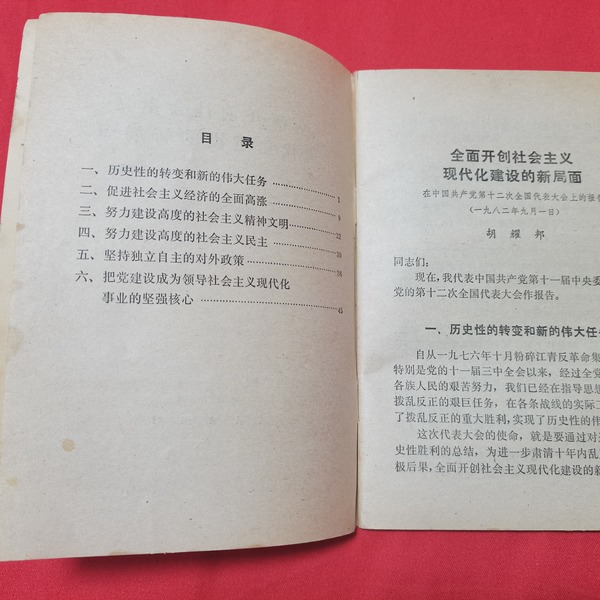 目 录
一、历史性的转变和新的伟大任务 …………… 1
二、促进社会主义经济的全面高涨 …………… 9
三、努力建设高度的社会主义精神文明 …………… 22
四、努力建设高度的社会主义民主 ……………
五、坚持独立自主的对外政策 ……………
六、把党建设成为领导社会主义现代化
事业的坚强核心 …………… 45
全面开创社会主义
现代化建设的新局面
在中国共产党第十二次全国代表大会上的报
(一九八二年九月一日)
胡 耀 邦
同志们:
现在,我代表中国共产党第十一届中央委
党的第十二次全国代表大会作报告。
一、历史性的转变和新的伟大任
自从一九七六年十月粉碎江青反革命集
特别是党的十一届三中全会以来,经过全党
各族人民的艰苦努力,我们已经在指导思想
拨乱反正的艰巨任务,在各条战线的实际工
了拨乱反正的重大胜利,实现了历史性的伟
这次代表大会的使命,就是要通过对过
史性胜利的总结,为进一步肃清十年内乱
极后果,全面开创社会主义现代化建设的新